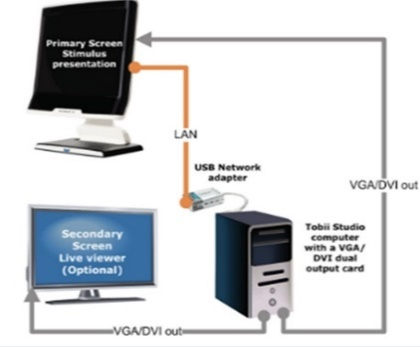 Primary Screen
Stimulus
presentation
LAN
USB Network
adapter
VGA/DVI out
Secondary
Screen
Live viewer
(Optional)
Tobii Studio
computer
with a VGA/
DVI dual
output card
VGA/DVI out